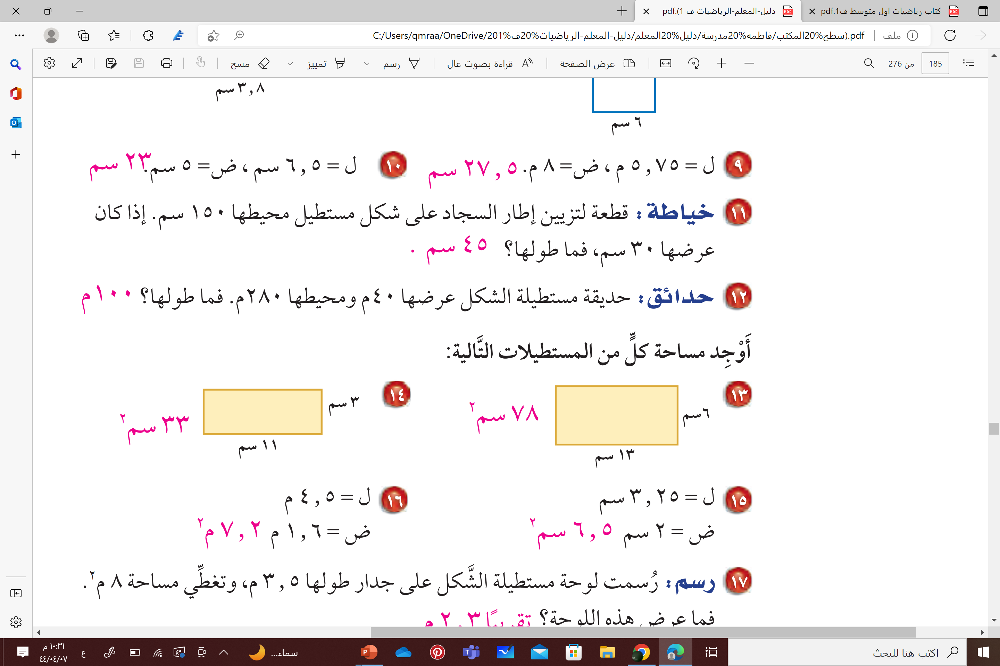 كتاب رياضيات اول متوسط ف1.pdf
دليل-المعلم-الرياضيات ف 1).pdf
ملف
C:/Users/qmraa/OneDrive/سطح%20المكتب/فاطمه%20مدرسة/دليل%20المعلم/دليل-المعلم-الرياضيات%20ف%201).pdf
185 من 276
عرض الصفحة
قراءة بصوت عالٍ
رسم
تمييز
مسح
٦ سم
٣,٨ سم
٩ ل = ٥,٧٥ م ، ض= ٨ م. ٢٧,٥ سم
١٠ ل = ٦,٥ سم ، ض= ٥ سم. ٢٣ سم
١١ خياطة : قطعة لتزيين إطار السجاد على شكل مستطيل محيطها ١٥٠ سم. إذا كان
عرضها ٣٠ سم، فما طولها؟ ٤٥ سم .
١٢ حدائق: حديقة مستطيلة الشكل عرضها ٤٠م ومحيطها ٢٨٠م. فما طولها؟ ١٠٠م
أَوْجِد مساحة كلٍّ من المستطيلات التَّالية:
١٣
٦سم
١٣ سم
٧٨ سم٢
١٤
٣ سم
١١ سم
٣٣ سم٢
١٥ ل = ٣,٢٥ سم
ض = ٢ سم ٦,٥ سم٢
١٦ ل = ٤,٥ م
ض = ١,٦ م ٧,٢ م٢
١٧ رسم: رُسمت لوحة مستطيلة الشَّكل على جدار طولها ٣,٥ م، وتغطِّي مساحة ٨ م٢.
فما عرض هذه اللوحة؟ تقريبًا ٢,٣ م
اكتب هنا للبحث
سماء...
ع
١٠:٣١ م
٤٤/٠٤/٠٧